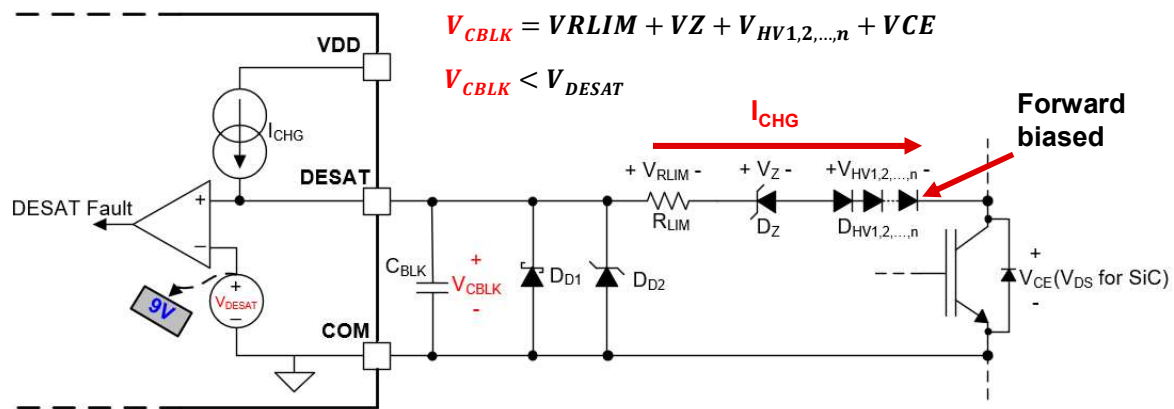 V_CBLK = VRLIM + VZ + V_HV1,2,...,n + VCE
V_CBLK < V_DESAT
VDD
I_CHG
I_CHG
Forward
biased
DESAT
+ V_RLIM -
+ V_Z -
+V_HV1,2,...,n -
DESAT Fault
+
−
R_LIM
D_Z
D_HV1,2,...,n
C_BLK
+
V_CBLK
-
D_D1
D_D2
+
V_CE(V_DS for SiC)
-
9V
+
V_DESAT
−
COM